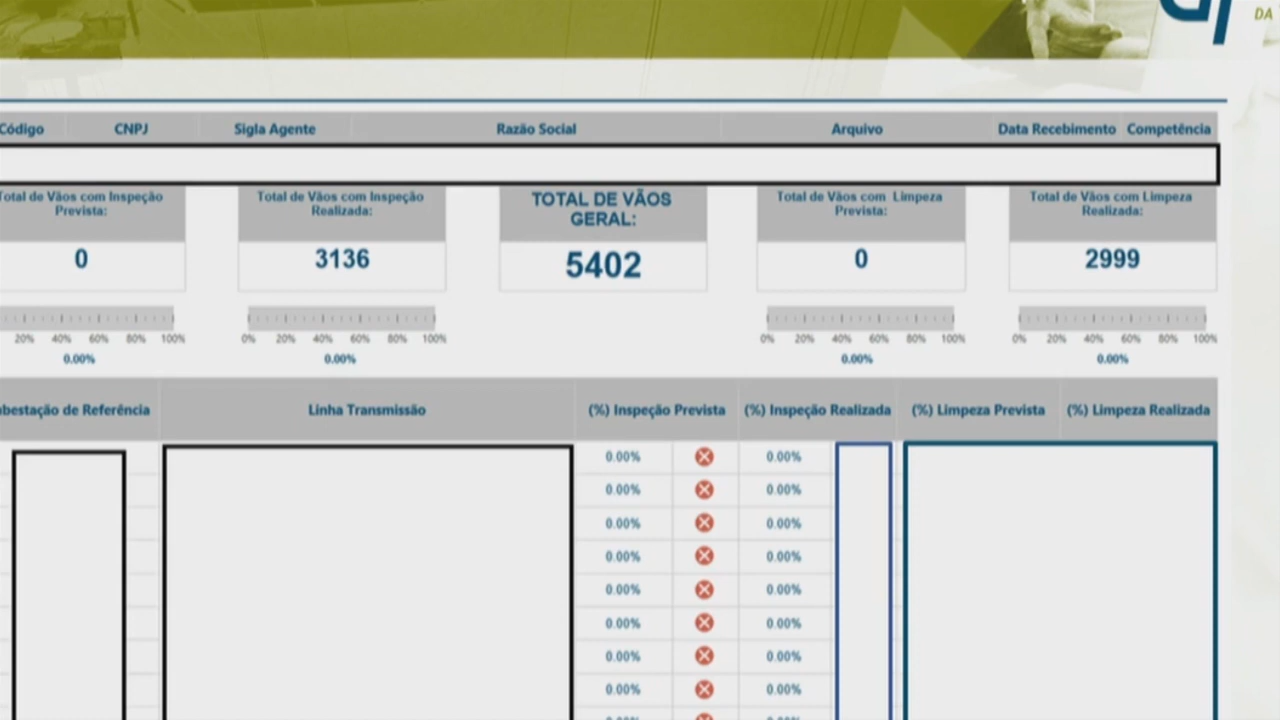 DA
Código CNPJ Sigla Agente Razão Social Arquivo Data Recebimento Competência
Total de Vãos com Inspeção
Prevista:
0
Total de Vãos com Inspeção
Realizada:
3136
TOTAL DE VÃOS
GERAL:
5402
Total de Vãos com Limpeza
Prevista:
0
Total de Vãos com Limpeza
Realizada:
2999
20% 40% 60% 80% 100%
0.00%
0% 20% 40% 60% 80% 100%
0.00%
0% 20% 40% 60% 80% 100%
0.00%
0% 20% 40% 60% 80% 100%
0.00%
bestação de Referência Linha Transmissão (%) Inspeção Prevista (%) Inspeção Realizada (%) Limpeza Prevista (%) Limpeza Realizada
0.00% 0.00%
0.00% 0.00%
0.00% 0.00%
0.00% 0.00%
0.00% 0.00%
0.00% 0.00%
0.00% 0.00%
0.00% 0.00%